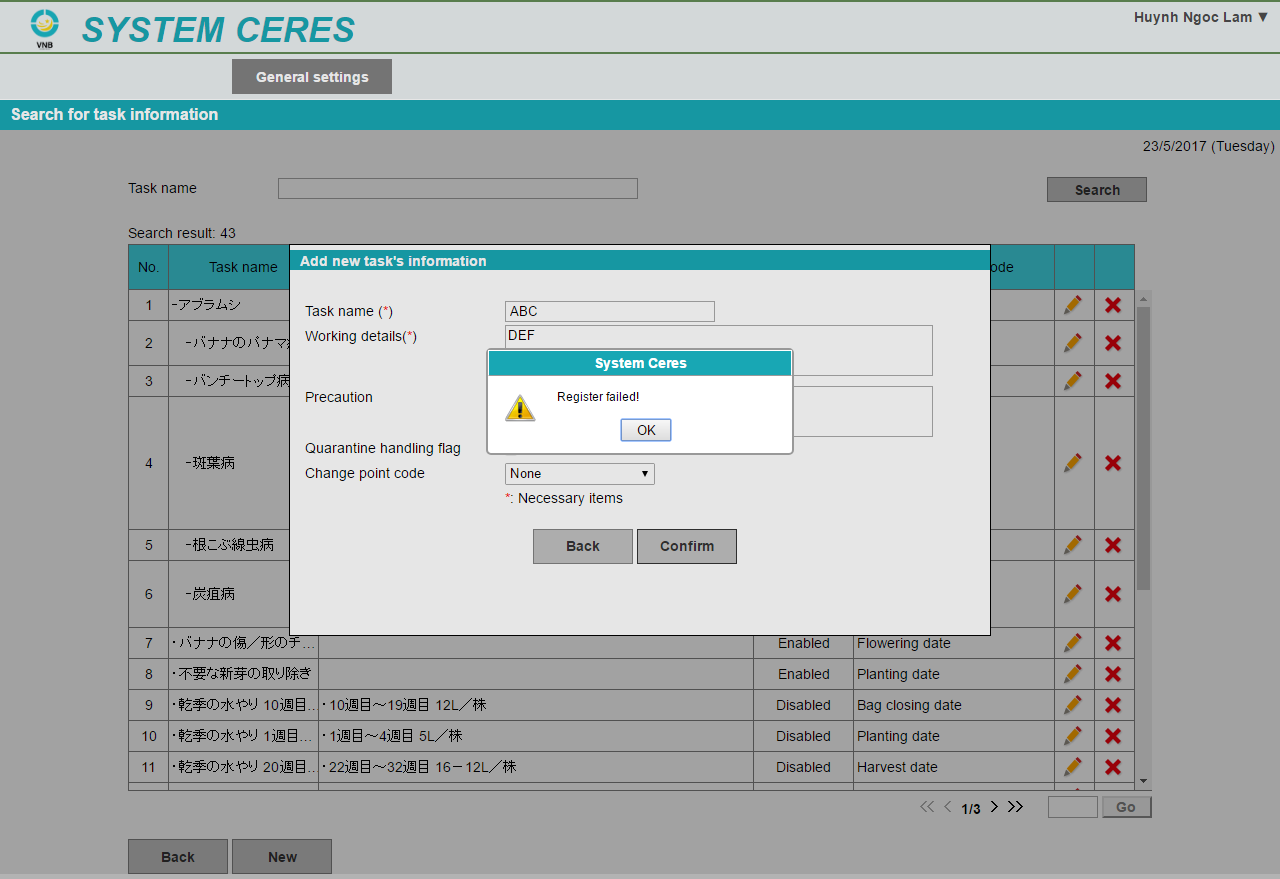 VNB
SYSTEM CERES
Huynh Ngoc Lam ▼
General settings
Search for task information
23/5/2017 (Tuesday)
Task name
Search
Search result: 43
No. Task name ode
Add new task's information
Task name (*) ABC
Working details(*) DEF
System Ceres
Register failed!
OK
Precaution
Quarantine handling flag
Change point code None
*: Necessary items
Back Confirm
1 -アブラムシ
2 -バナナのバナマ
3 -バンチートップ病
4 -斑葉病
5 -根こぶ線虫病
6 -炭疽病
7 ・バナナの傷／形のチ... Enabled Flowering date
8 ・不要な新芽の取り除き Enabled Planting date
9 ・乾季の水やり 10週目... ・10週目～19週目 12L／株 Disabled Bag closing date
10 ・乾季の水やり 1週目... ・1週目～4週目 5L／株 Disabled Planting date
11 ・乾季の水やり 20週目... ・22週目～32週目 16－12L／株 Disabled Harvest date
1/3 Go
Back New